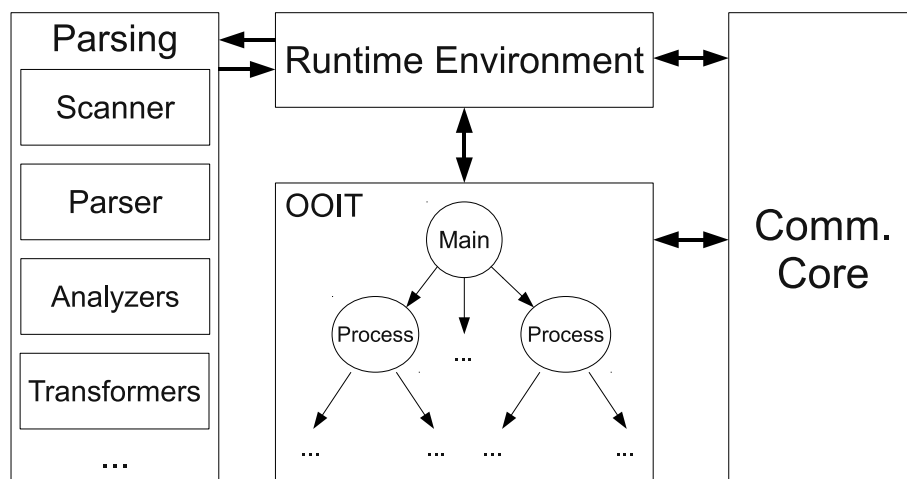 Parsing
Scanner
Parser
Analyzers
Transformers
...
Runtime Environment
OOIT
Main
Process
...
Process
...
...
...
...
Comm.
Core